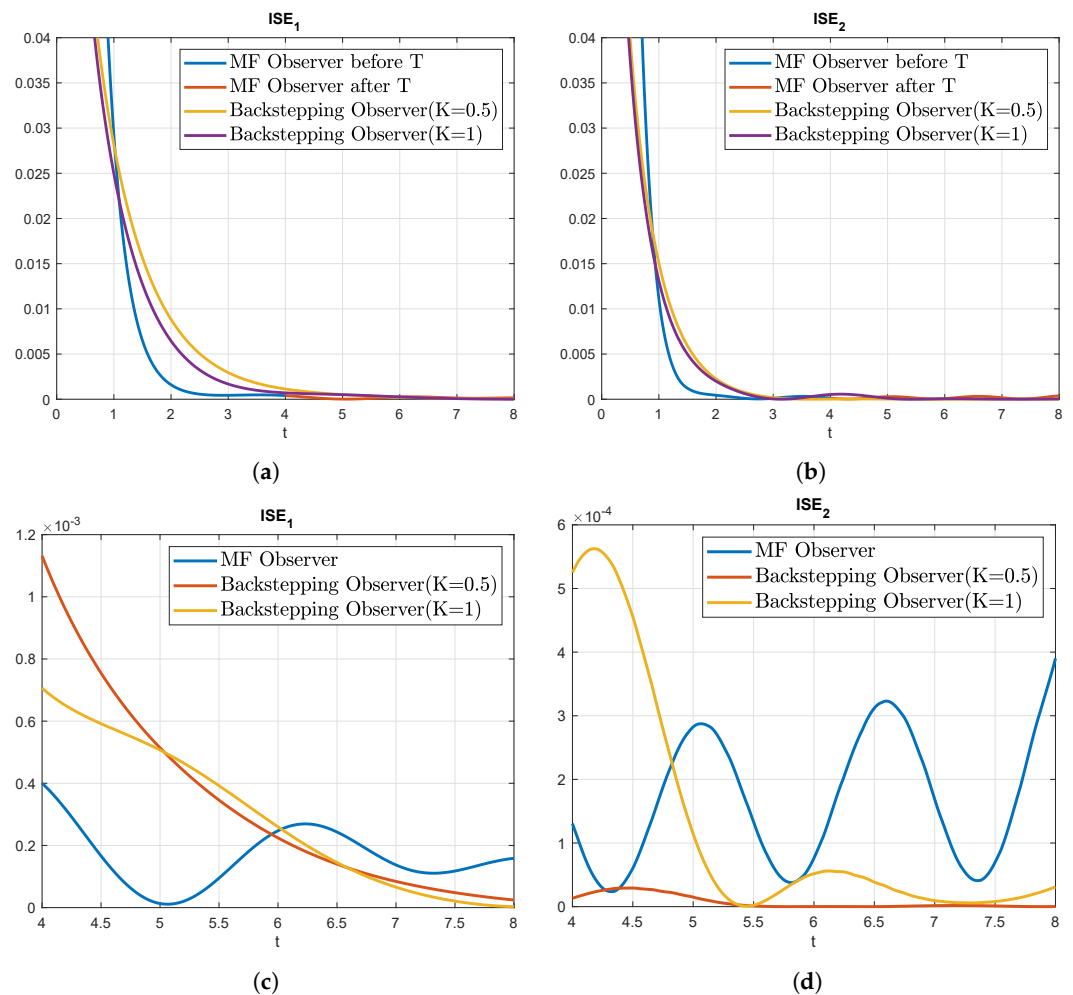 ISE1
0.04
0.035
0.03
0.025
0.02
0.015
0.01
0.005
0
MF Observer before T
MF Observer after T
Backstepping Observer(K=0.5)
Backstepping Observer(K=1)
0 1 2 3 4 5 6 7 8
t
(a)
ISE2
0.04
0.035
0.03
0.025
0.02
0.015
0.01
0.005
0
MF Observer before T
MF Observer after T
Backstepping Observer(K=0.5)
Backstepping Observer(K=1)
0 1 2 3 4 5 6 7 8
t
(b)
ISE1
×10-3
1.2
1
0.8
0.6
0.4
0.2
0
MF Observer
Backstepping Observer(K=0.5)
Backstepping Observer(K=1)
4 4.5 5 5.5 6 6.5 7 7.5 8
t
(c)
ISE2
×10-4
6
5
4
3
2
1
0
MF Observer
Backstepping Observer(K=0.5)
Backstepping Observer(K=1)
4 4.5 5 5.5 6 6.5 7 7.5 8
t
(d)